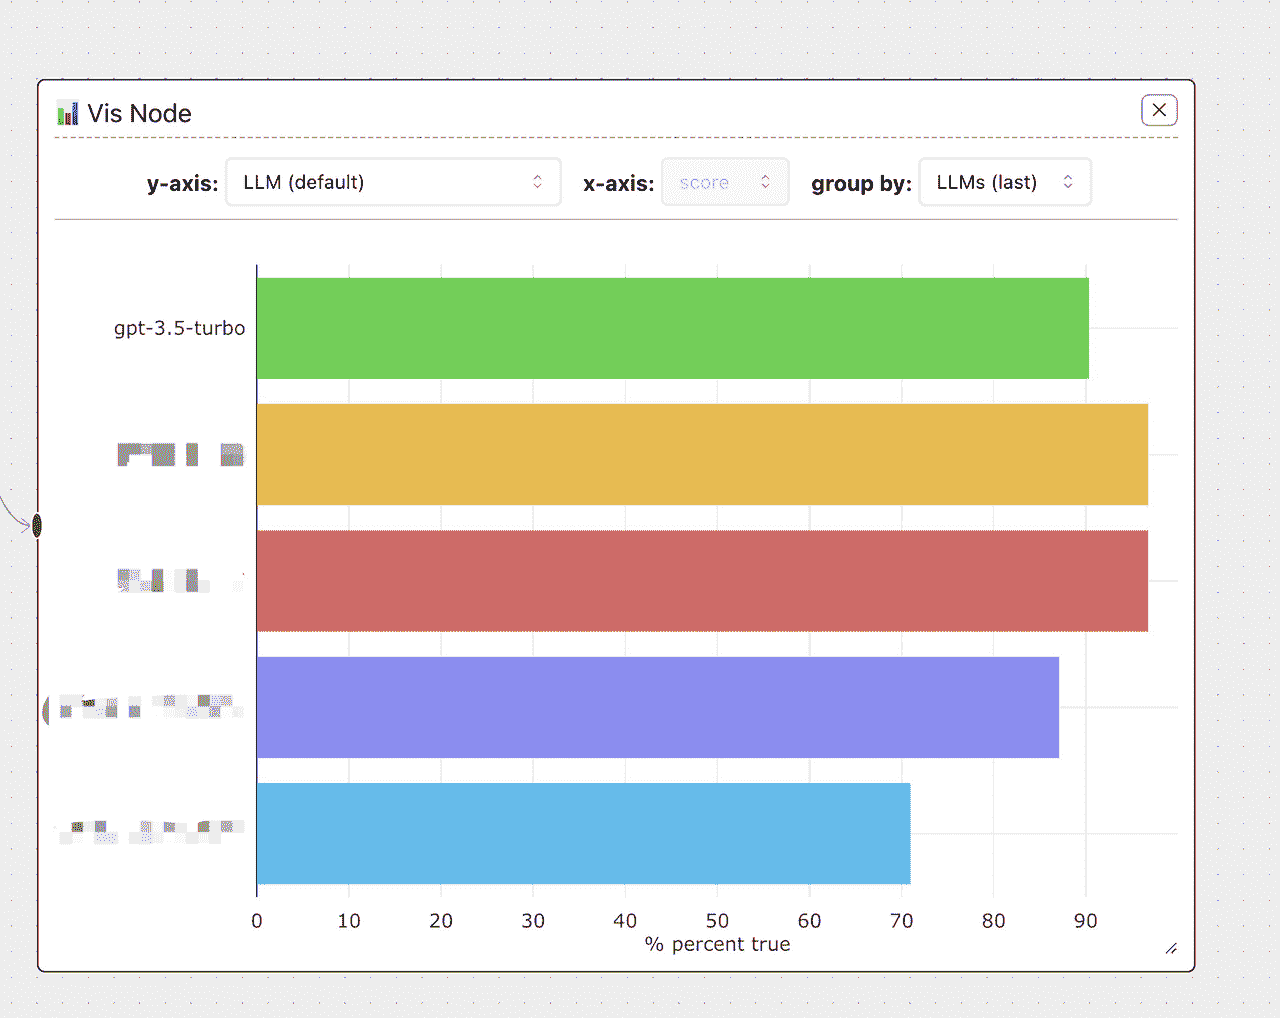 Vis Node
y-axis: LLM (default) x-axis: score group by: LLMs (last)
gpt-3.5-turbo
0 10 20 30 40 50 60 70 80 90
% percent true